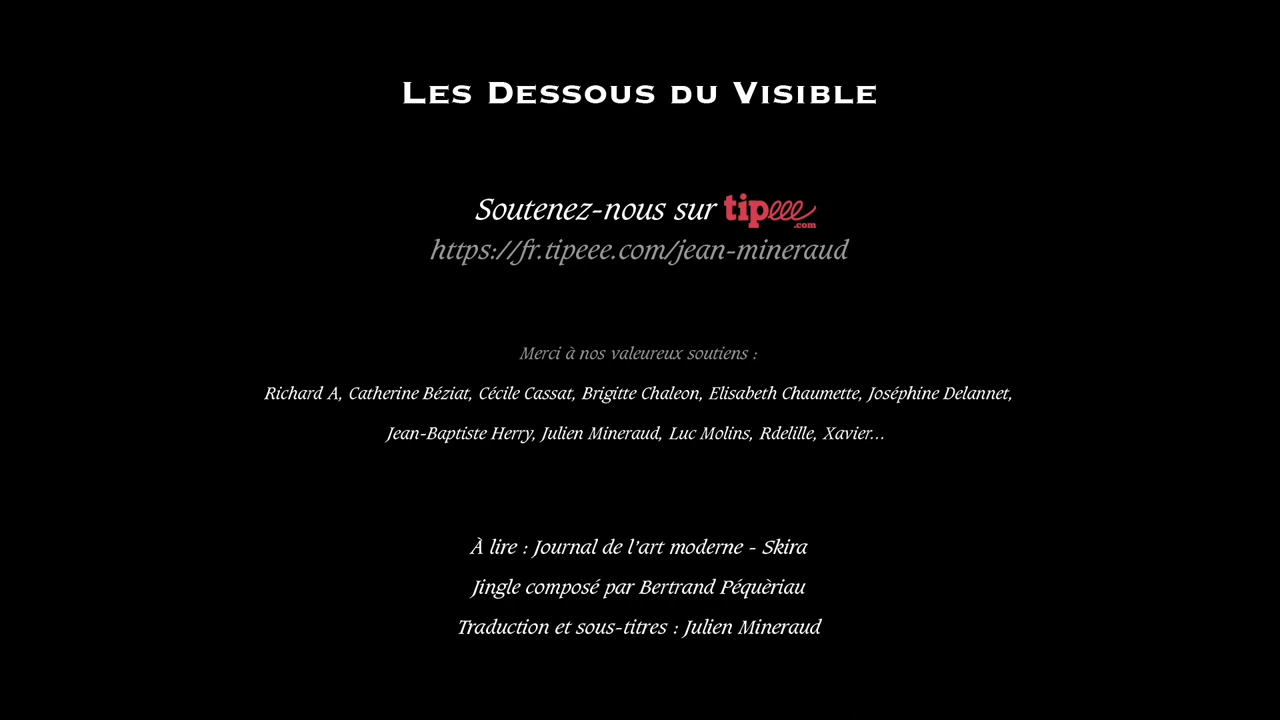 Les Dessous du Visible
Soutenez-nous sur tipeee.com
https://fr.tipeee.com/jean-mineraud
Merci à nos valeureux soutiens :
Richard A, Catherine Béziat, Cécile Cassat, Brigitte Chaleon, Elisabeth Chaumette, Joséphine Delannet,
Jean-Baptiste Herry, Julien Mineraud, Luc Molins, Rdelille, Xavier...
À lire : Journal de l'art moderne - Skira
Jingle composé par Bertrand Péquèriau
Traduction et sous-titres : Julien Mineraud